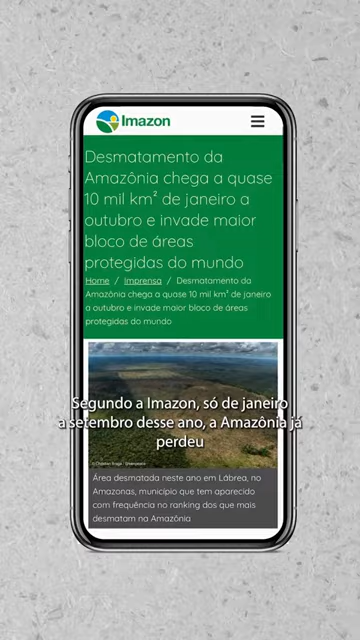 Imazon
Desmatamento da
Amazônia chega a quase
10 mil km² de janeiro a
outubro e invade maior
bloco de áreas
protegidas do mundo
Home / Imprensa / Desmatamento da
Amazônia chega a quase 10 mil km² de janeiro
a outubro e invade maior bloco de áreas
protegidas do mundo
Segundo a Imazon, só de janeiro
a setembro desse ano, a Amazônia já
perdeu
© Christian Braga / Greenpeace
Área desmatada neste ano em Lábrea, no
Amazonas, município que tem aparecido
com frequência no ranking dos que mais
desmatam na Amazônia